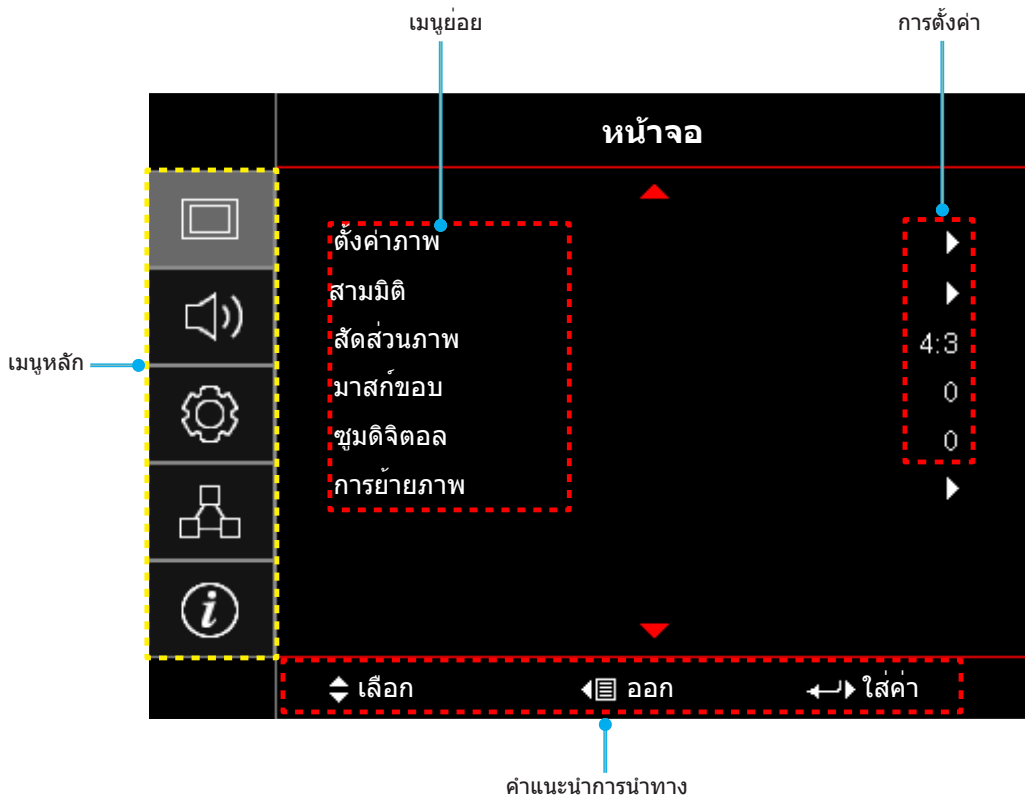 เมนูย่อย
การตั้งค่า
หน้าจอ
ตั้งค่าภาพ
สามมิติ
สัดส่วนภาพ 4:3
มาสก์ขอบ 0
ซูมดิจิตอล 0
การย้ายภาพ
เมนูหลัก
เลือก ออก ใส่ค่า
คำแนะนำการนำทาง